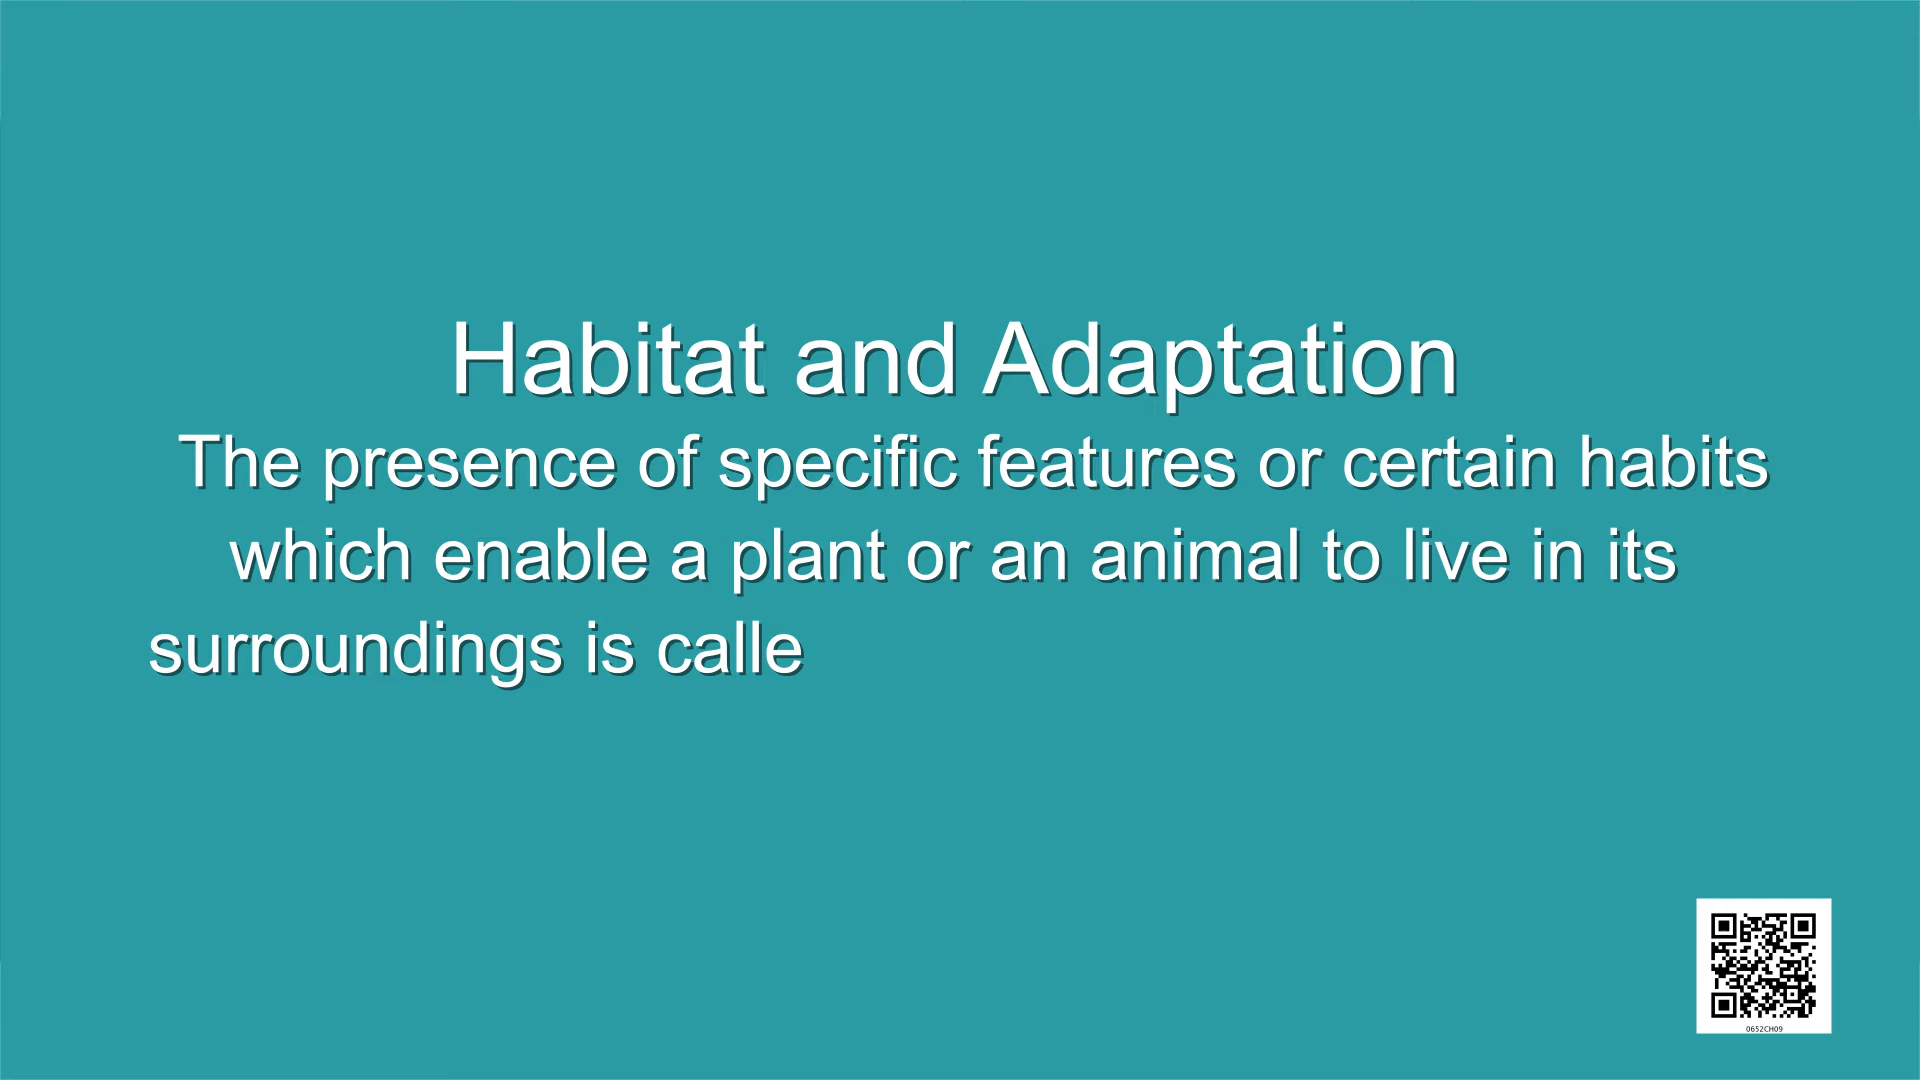 Habitat and Adaptation
The presence of specific features or certain habits
which enable a plant or an animal to live in its
surroundings is calle
0652CH09